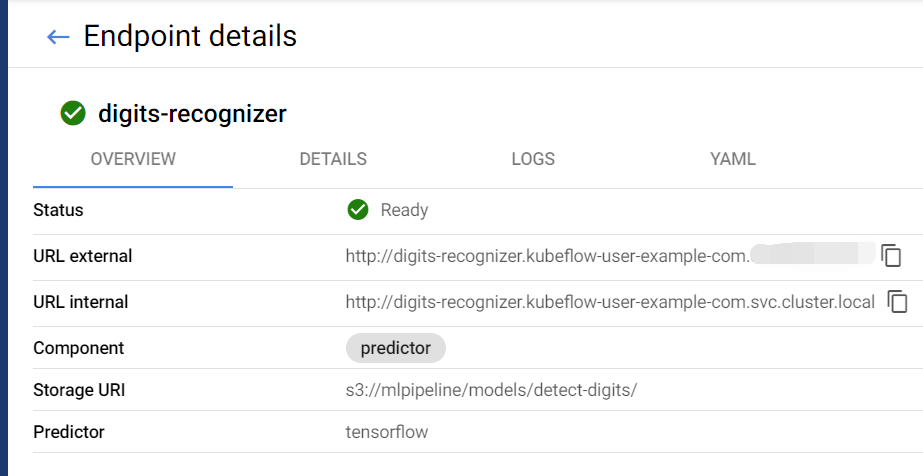 Endpoint details
digits-recognizer
OVERVIEW DETAILS LOGS YAML
Status Ready
URL external http://digits-recognizer.kubeflow-user-example-com.
URL internal http://digits-recognizer.kubeflow-user-example-com.svc.cluster.local
Component predictor
Storage URI s3://mlpipeline/models/detect-digits/
Predictor tensorflow